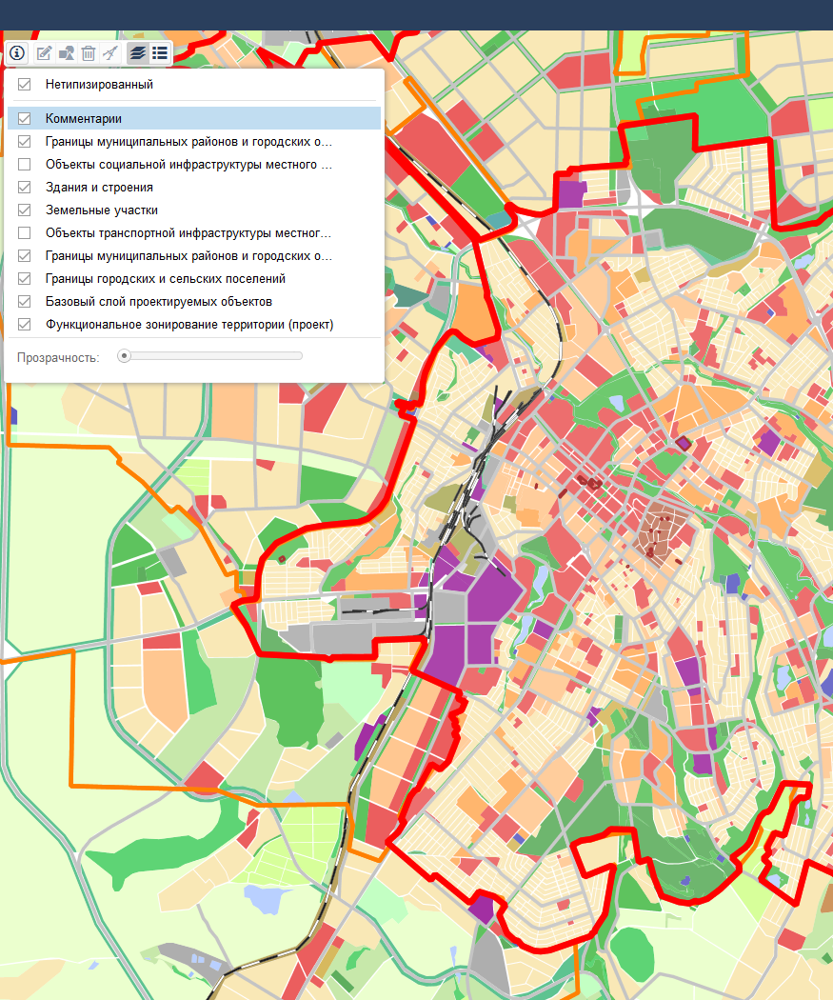 Нетипизированный
Комментарии
Границы муниципальных районов и городских о...
Объекты социальной инфраструктуры местного ...
Здания и строения
Земельные участки
Объекты транспортной инфраструктуры местног...
Границы муниципальных районов и городских о...
Границы городских и сельских поселений
Базовый слой проектируемых объектов
Функциональное зонирование территории (проект)
Прозрачность: